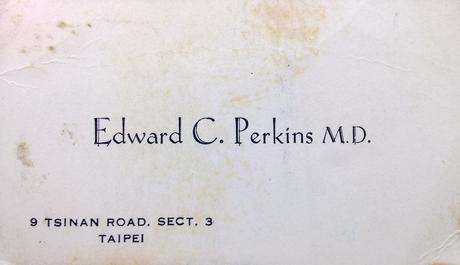 Edward C. Perkins M.D.
9 TSINAN ROAD, SECT. 3
TAIPEI